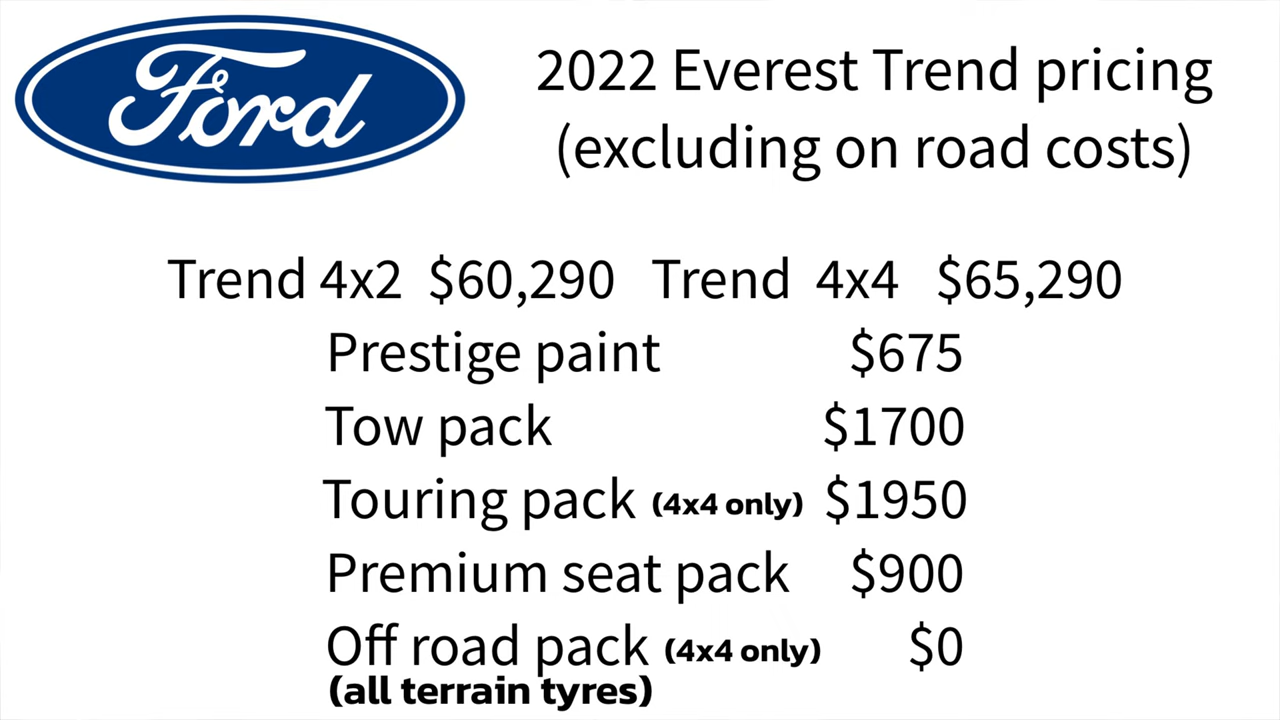 Ford
2022 Everest Trend pricing
(excluding on road costs)
Trend 4x2 $60,290 Trend 4x4 $65,290
Prestige paint $675
Tow pack $1700
Touring pack (4x4 only) $1950
Premium seat pack $900
Off road pack (4x4 only) $0
(all terrain tyres)